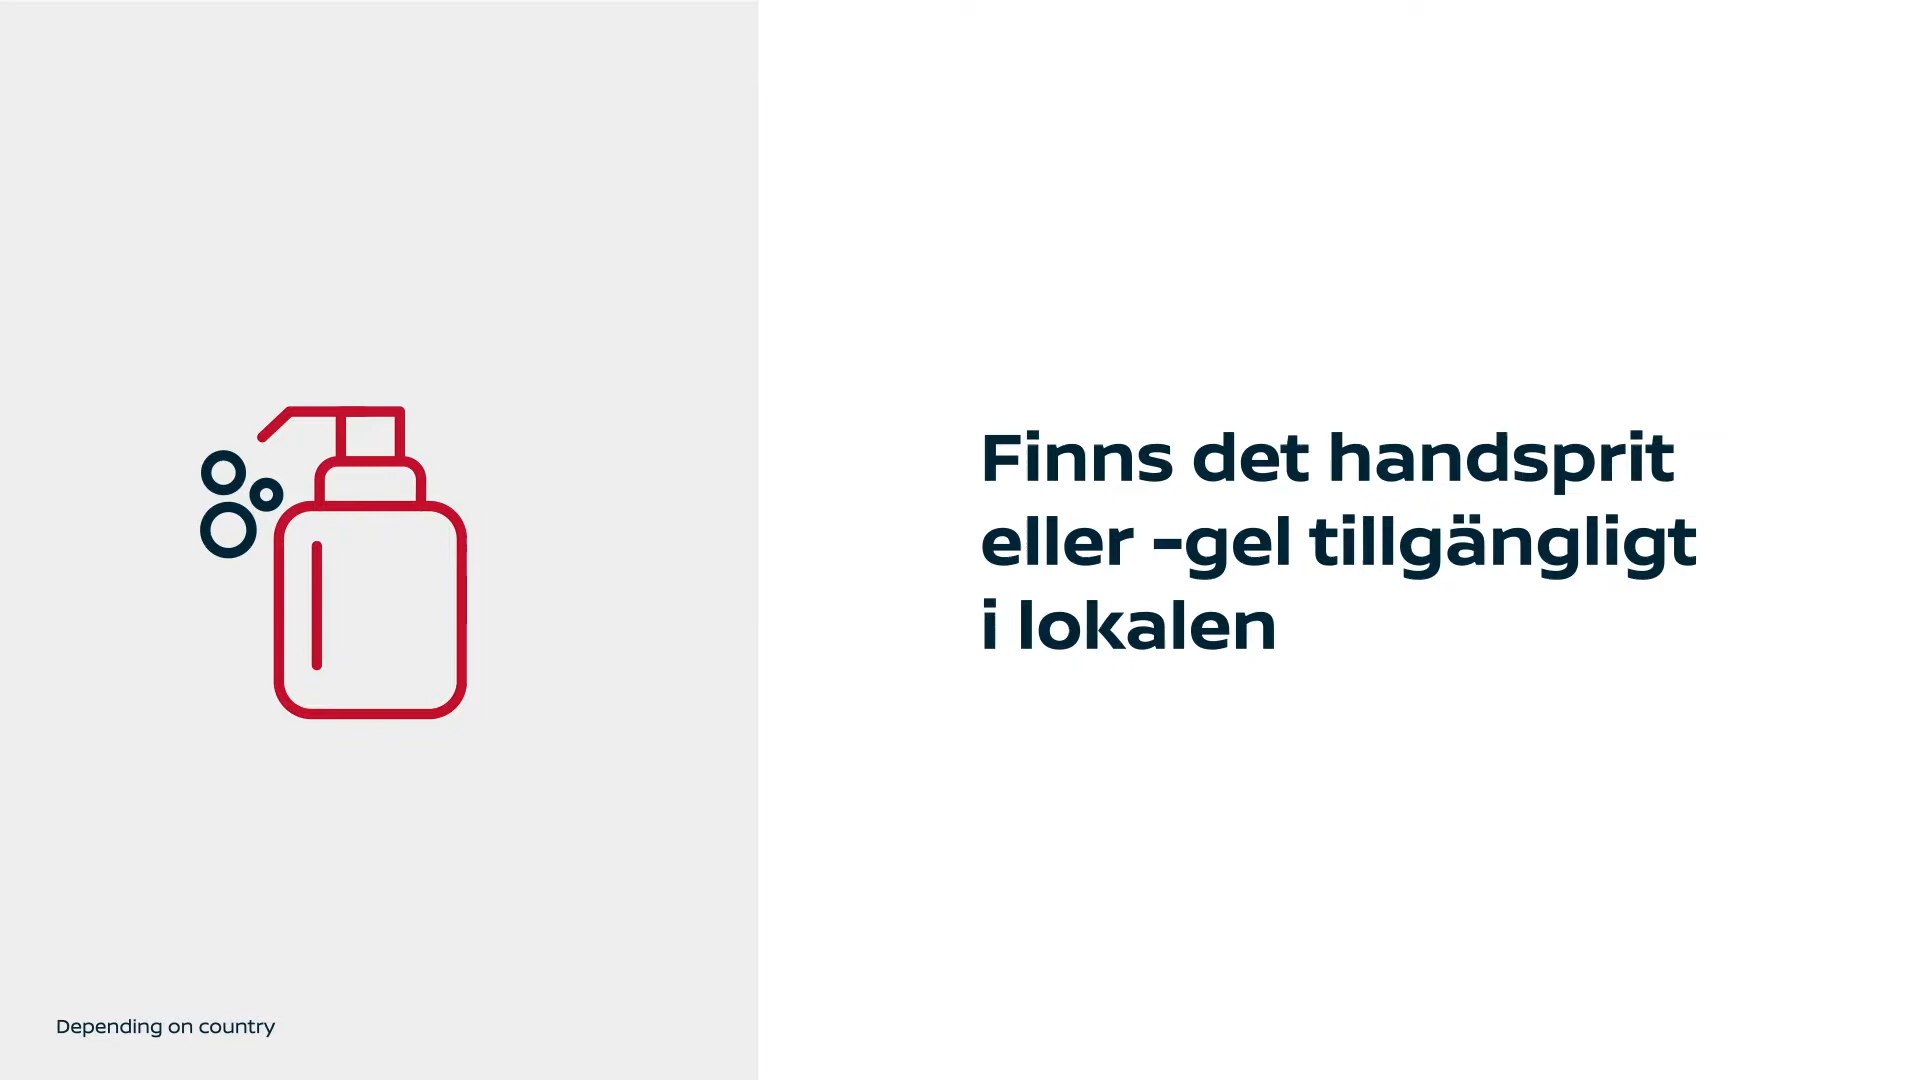 Finns det handsprit
eller -gel tillgängligt
i lokalen
Depending on country